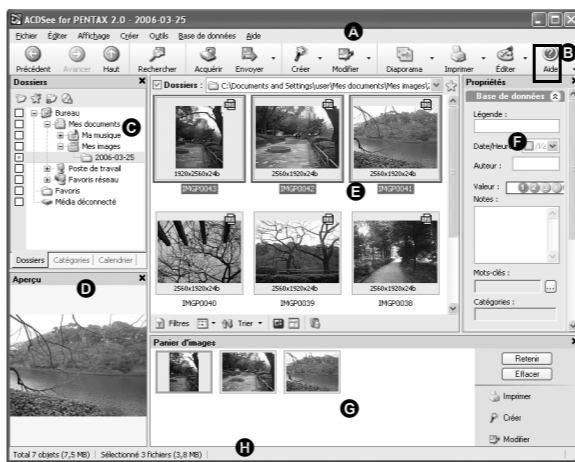 ACDSee for PENTAX 2.0 - 2006-03-25
Fichier Éditer Affichage Créer Outils Base de données Aide
A
Précédent Avancer Haut Rechercher Acquérir Envoyer Créer Modifier Diaporama Imprimer Éditer Aide
B
Dossiers
Bureau
Mes documents
C
Ma musique
Mes images
2006-03-25
Poste de travail
Favoris réseau
Favoris
Média déconnecté
Dossiers Catégories Calendrier
Aperçu
D
Dossiers : C:\Documents and Settings\user\Mes documents\Mes images\
1920x2560x24b 2560x1920x24b 2560x1920x24b
IMGP0043 IMGP0042 IMGP0041
E
2560x1920x24b 2560x1920x24b 2560x1920x24b
IMGP0040 IMGP0039 IMGP0038
Filtres Trier
Propriétés
Base de données
Légende :
F
Date/Heure
Auteur :
Valeur : 1 2 3
Notes :
Mots-clés :
...
Catégories :
Panier d'images
G
Retenir
Effacer
Imprimer
Créer
Modifier
Total 7 objets (7,5 MB) Sélectionné 3 fichiers (3,8 MB)
H